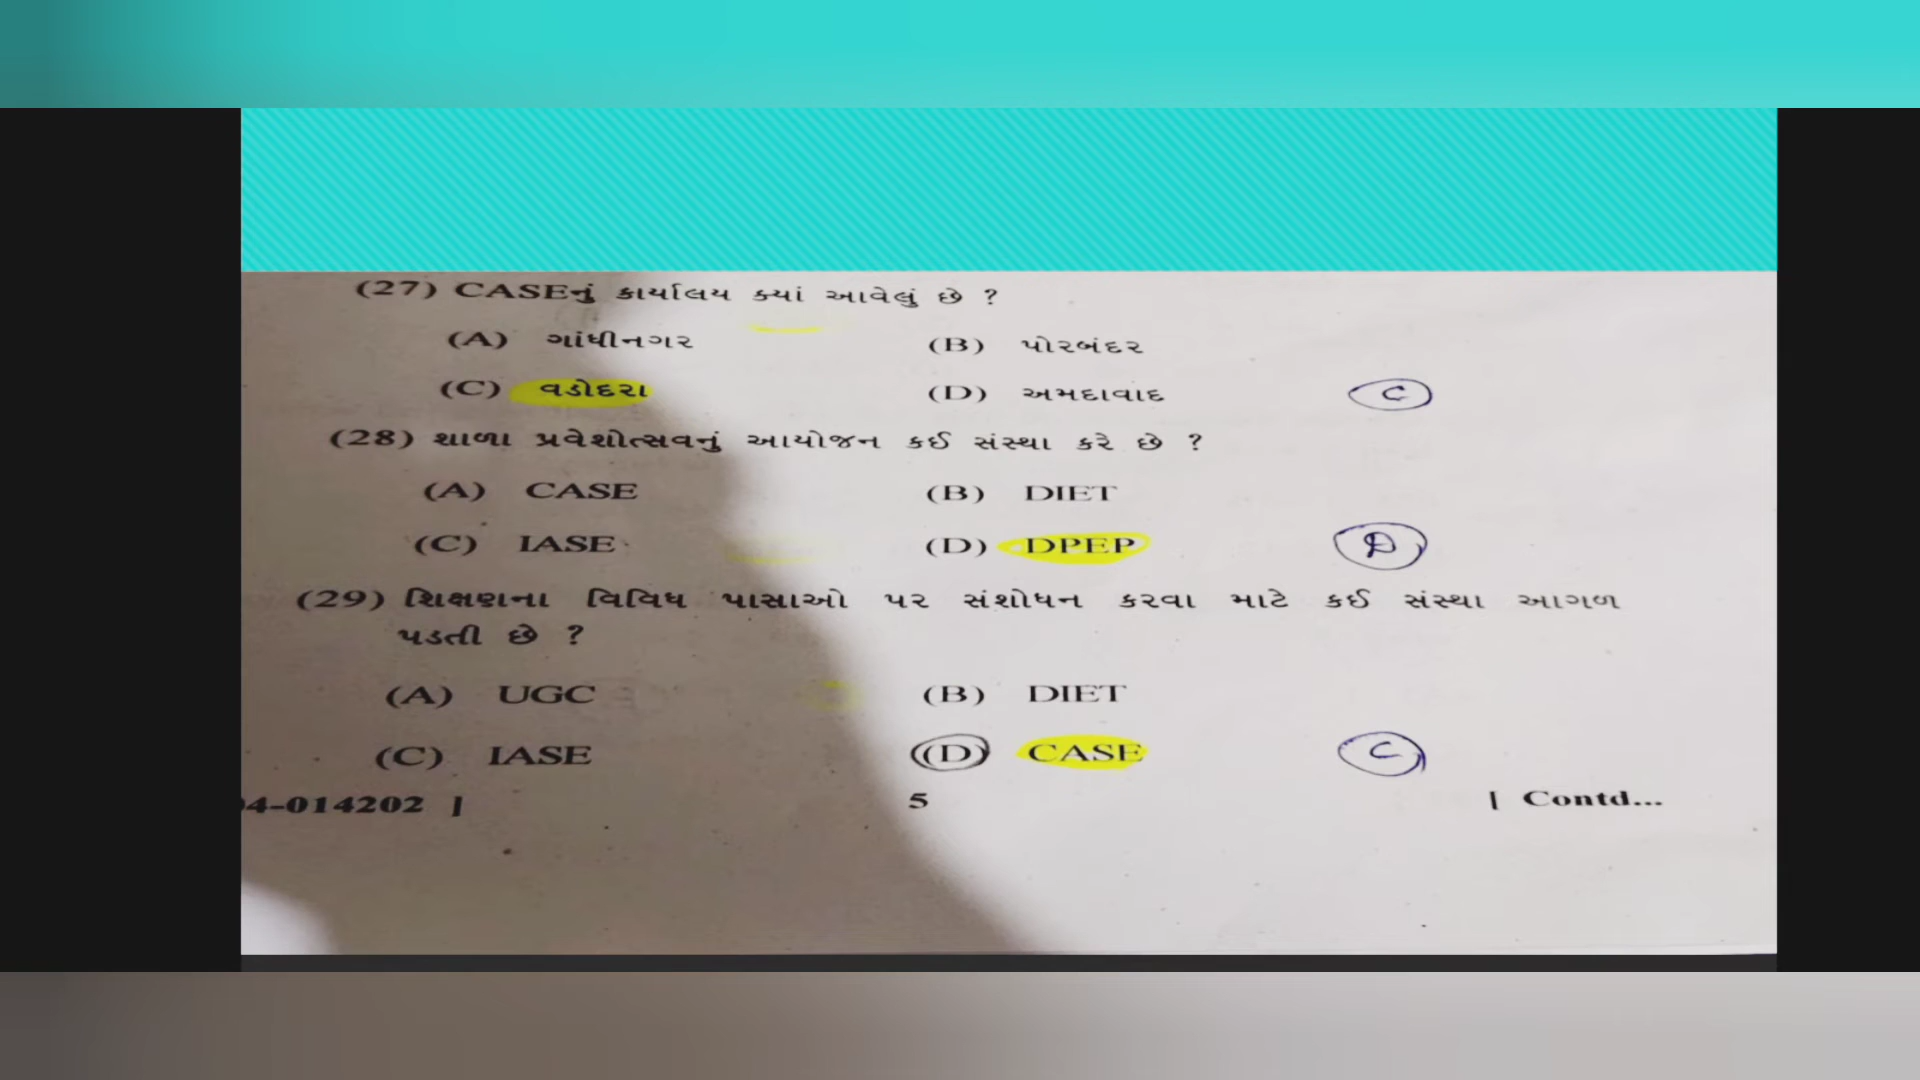 (27) CASEનું કાર્યાલય ક્યાં આવેલું છે ?
(A) ગાંધીનગર (B) પોરબંદર
(C) વડોદરા (D) અમદાવાદ C
(28) શાળા પ્રવેશોત્સવનું આયોજન કઈ સંસ્થા કરે છે ?
(A) CASE (B) DIET
(C) IASE (D) DPEP D
(29) શિક્ષણના વિવિધ પાસાઓ પર સંશોધન કરવા માટે કઈ સંસ્થા આગળ
પડતી છે ?
(A) UGC (B) DIET
(C) IASE (D) CASE C
4-014202 ] 5 [ Contd...